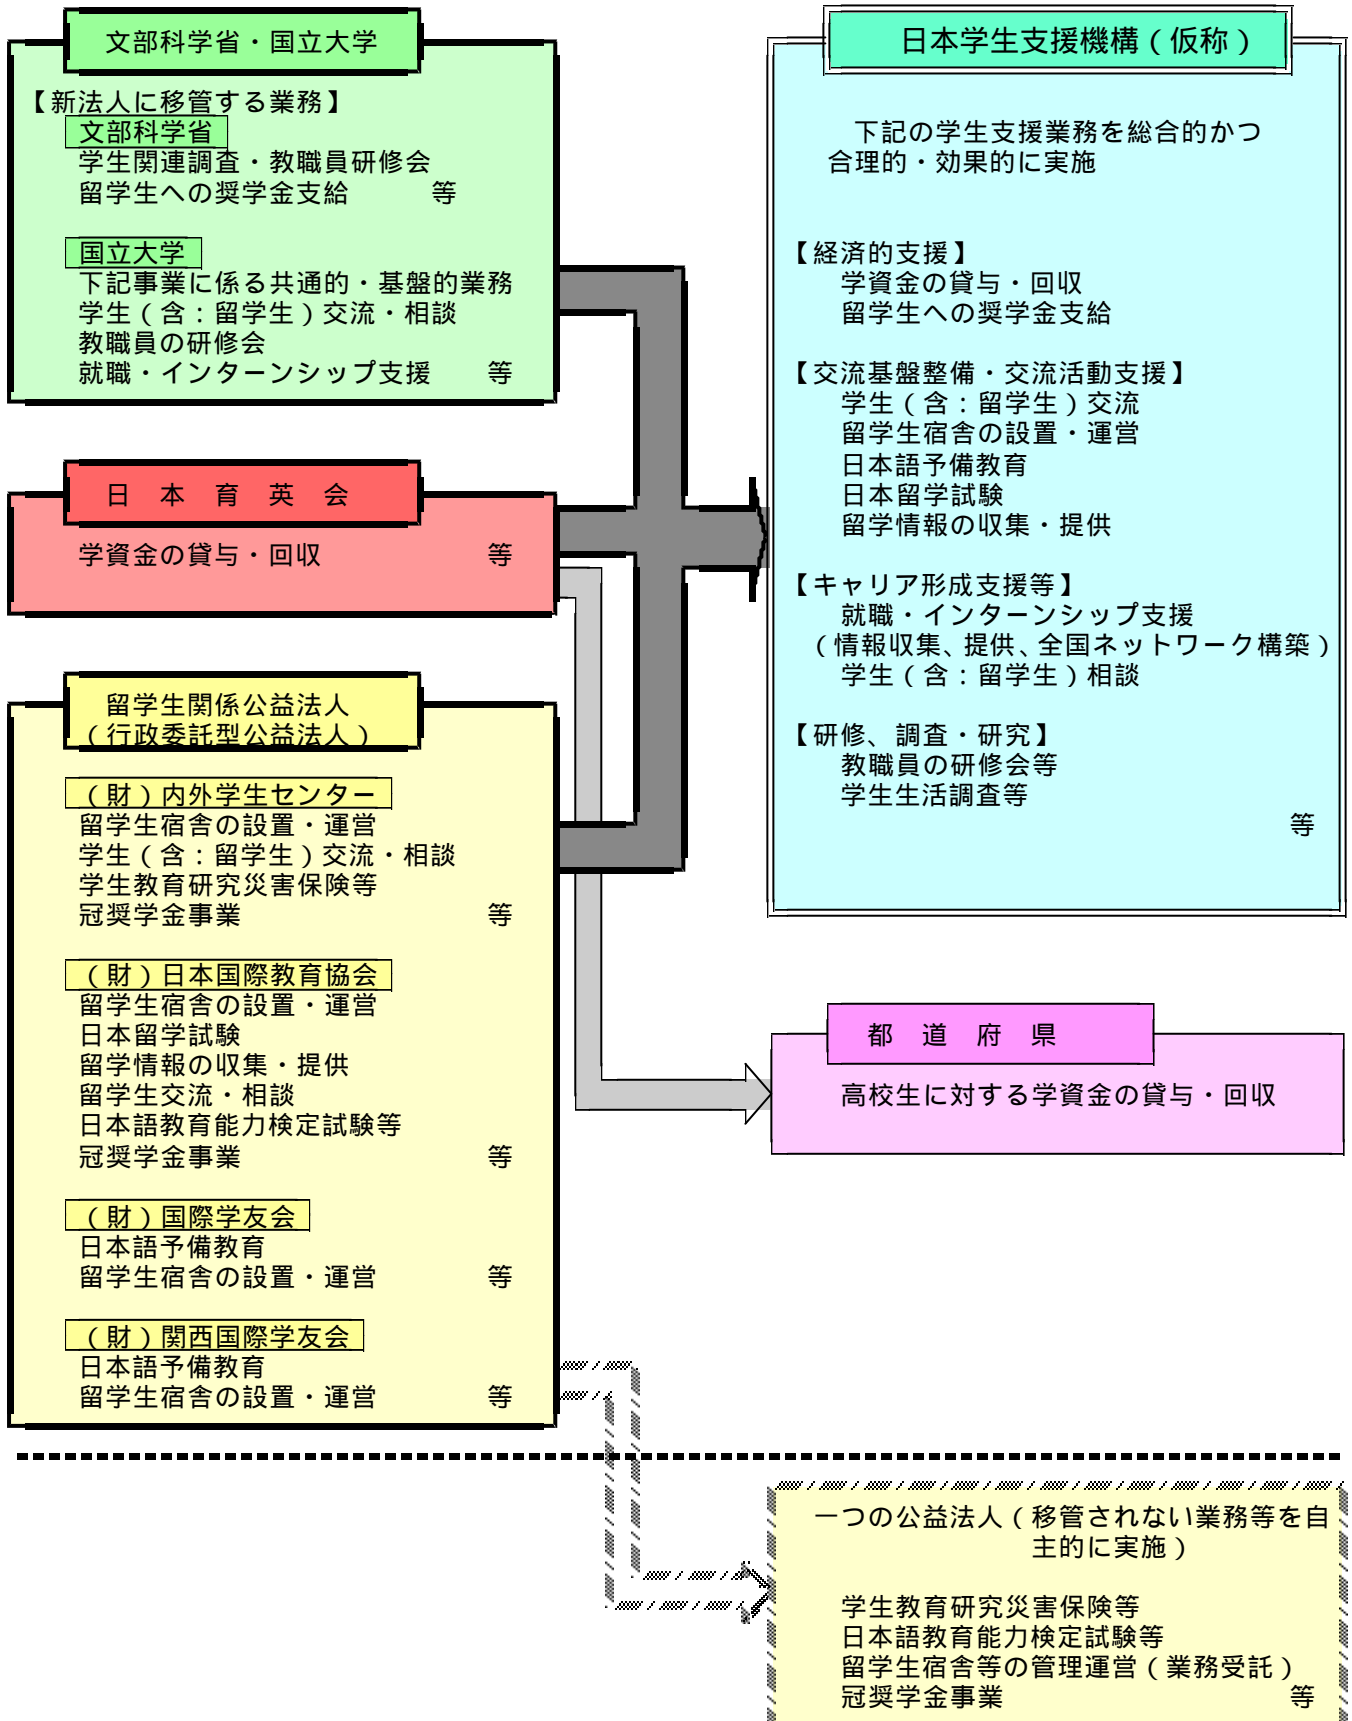 文部科学省・国立大学
【新法人に移管する業務】
文部科学省
学生関連調査・教職員研修会
留学生への奨学金支給　　　等
国立大学
下記事業に係る共通的・基盤的業務
学生（含：留学生）交流・相談
教職員の研修会
就職・インターンシップ支援　　等
日　本　育　英　会
学資金の貸与・回収　　　　　　等
留学生関係公益法人
（行政委託型公益法人）
（財）内外学生センター
留学生宿舎の設置・運営
学生（含：留学生）交流・相談
学生教育研究災害保険等
冠奨学金事業　　　　　　　　　等
（財）日本国際教育協会
留学生宿舎の設置・運営
日本留学試験
留学情報の収集・提供
留学生交流・相談
日本語教育能力検定試験等
冠奨学金事業　　　　　　　　　等
（財）国際学友会
日本語予備教育
留学生宿舎の設置・運営　　　　等
（財）関西国際学友会
日本語予備教育
留学生宿舎の設置・運営　　　　等
日本学生支援機構（仮称）
下記の学生支援業務を総合的かつ
合理的・効果的に実施
【経済的支援】
学資金の貸与・回収
留学生への奨学金支給
【交流基盤整備・交流活動支援】
学生（含：留学生）交流
留学生宿舎の設置・運営
日本語予備教育
日本留学試験
留学情報の収集・提供
【キャリア形成支援等】
就職・インターンシップ支援
（情報収集、提供、全国ネットワーク構築）
学生（含：留学生）相談
【研修、調査・研究】
教職員の研修会等
学生生活調査等
等
都　道　府　県
高校生に対する学資金の貸与・回収
一つの公益法人（移管されない業務等を自
主的に実施）
学生教育研究災害保険等
日本語教育能力検定試験等
留学生宿舎等の管理運営（業務受託）
冠奨学金事業　　　　　　　　　　等